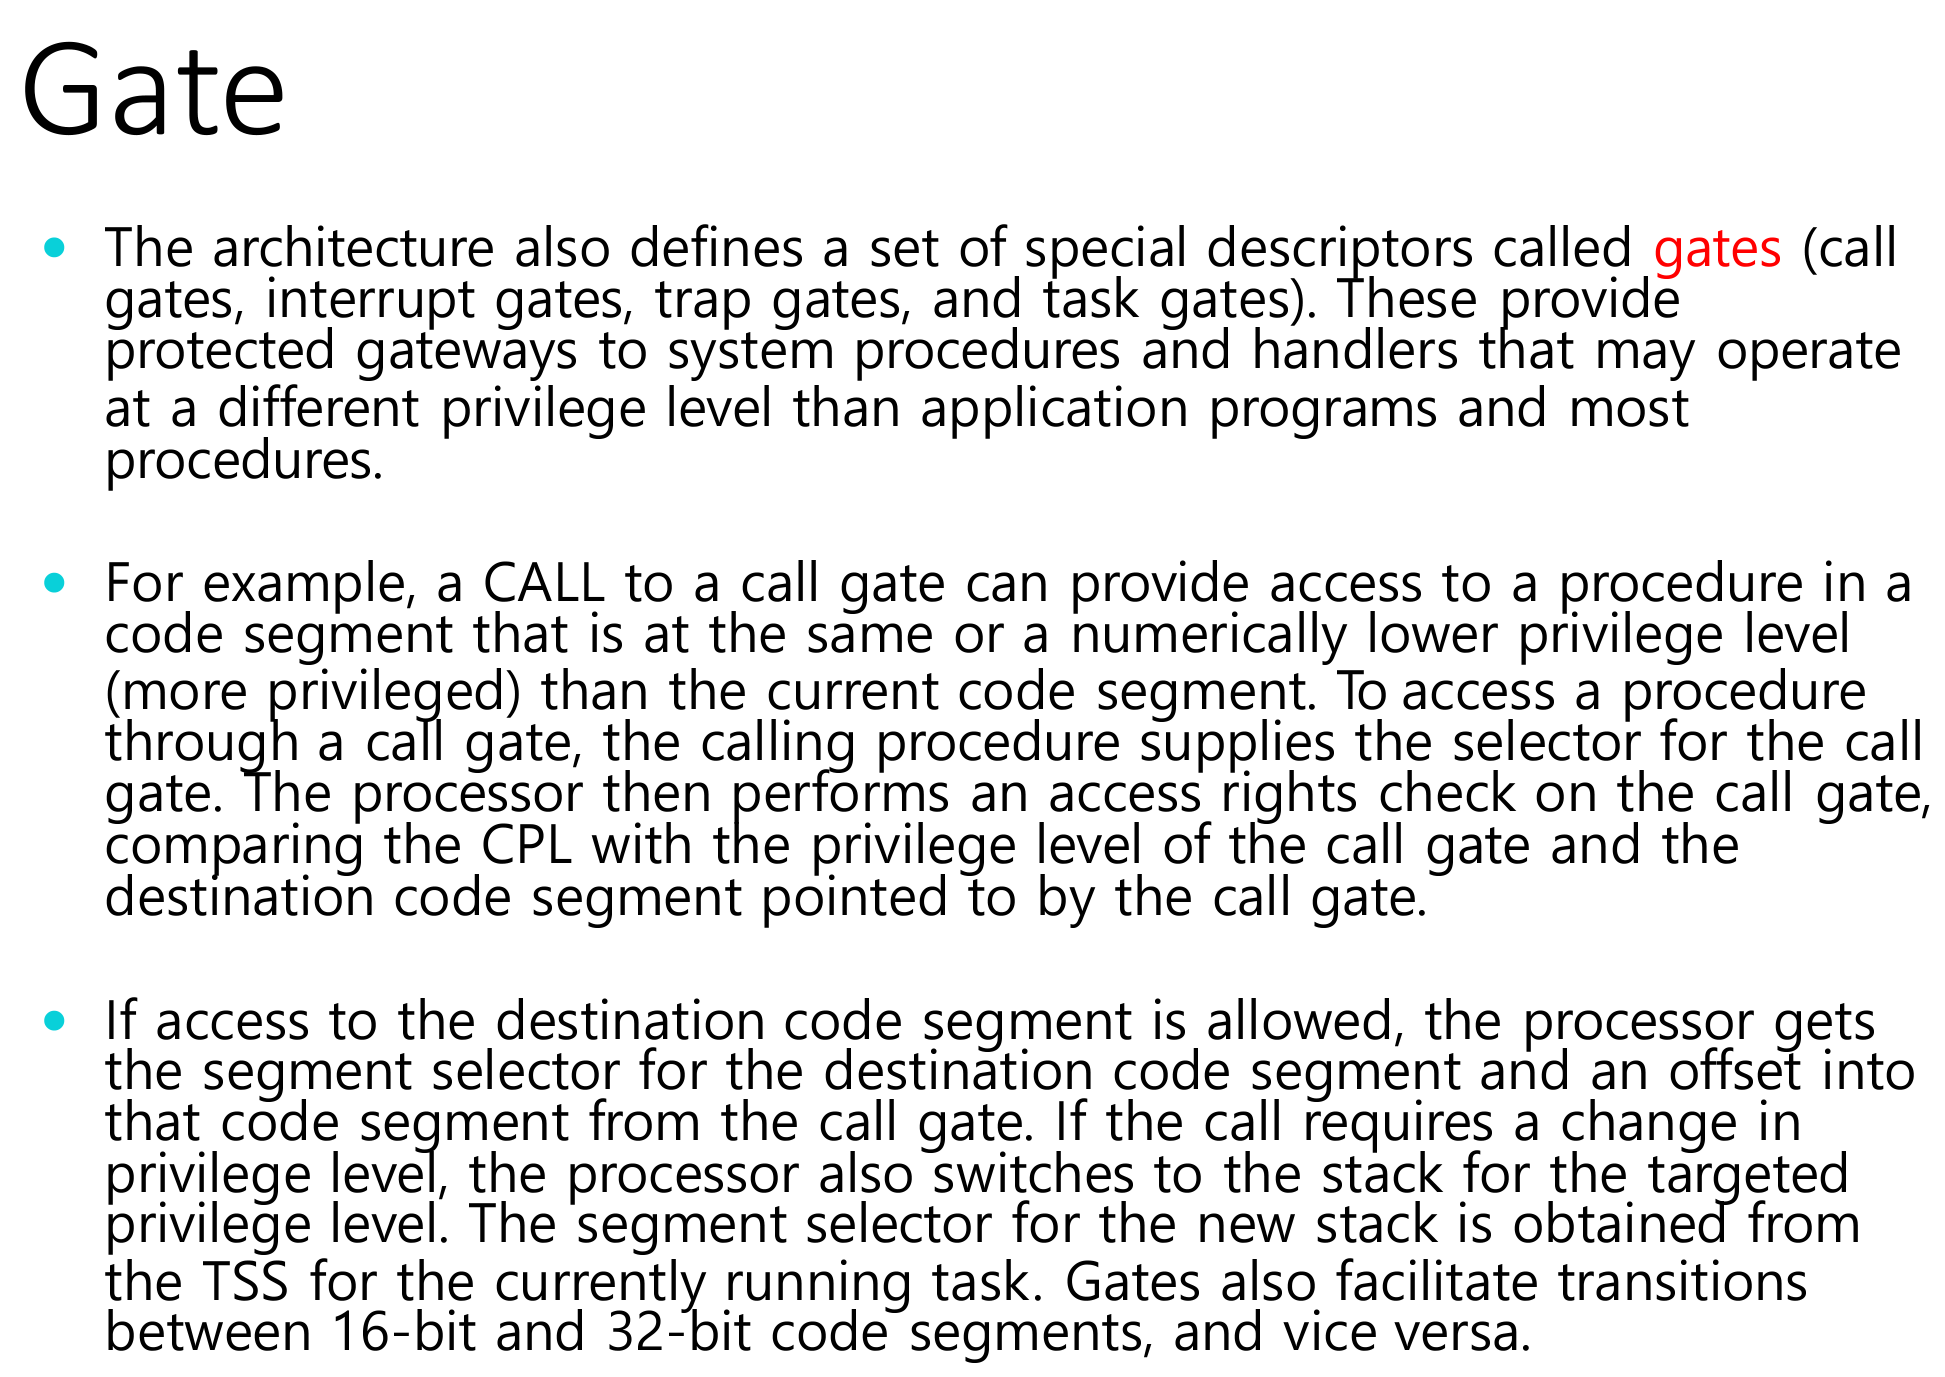 Gate
• The architecture also defines a set of special descriptors called gates (call
gates, interrupt gates, trap gates, and task gates). These provide
protected gateways to system procedures and handlers that may operate
at a different privilege level than application programs and most
procedures.
• For example, a CALL to a call gate can provide access to a procedure in a
code segment that is at the same or a numerically lower privilege level
(more privileged) than the current code segment. To access a procedure
through a call gate, the calling procedure supplies the selector for the call
gate. The processor then performs an access rights check on the call gate,
comparing the CPL with the privilege level of the call gate and the
destination code segment pointed to by the call gate.
• If access to the destination code segment is allowed, the processor gets
the segment selector for the destination code segment and an offset into
that code segment from the call gate. If the call requires a change in
privilege level, the processor also switches to the stack for the targeted
privilege level. The segment selector for the new stack is obtained from
the TSS for the currently running task. Gates also facilitate transitions
between 16-bit and 32-bit code segments, and vice versa.